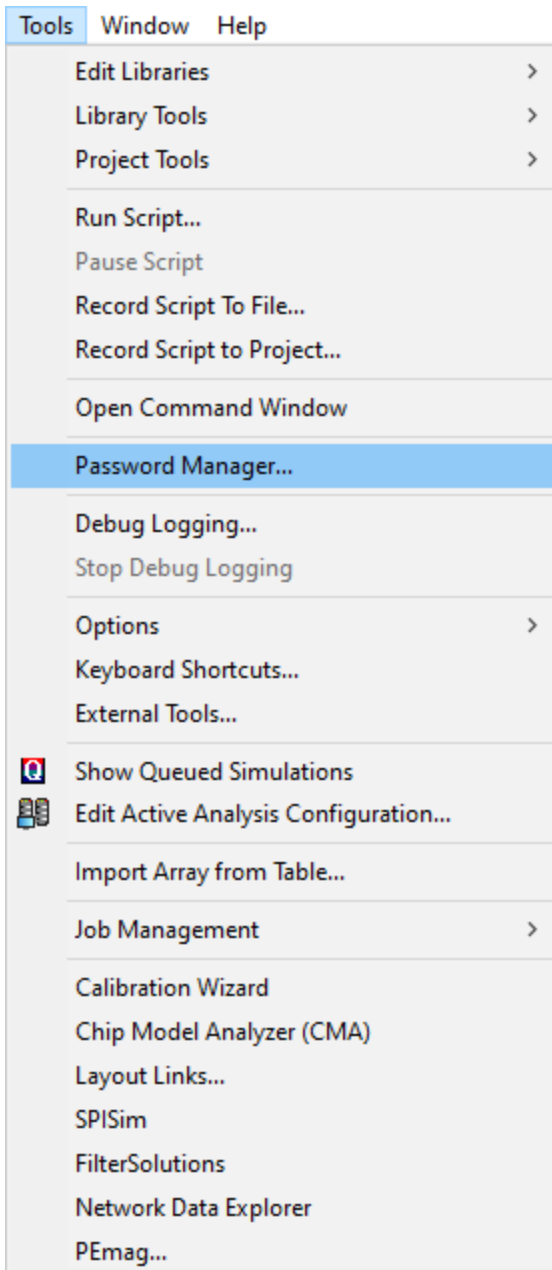 Tools Window Help
Edit Libraries
Library Tools
Project Tools
Run Script...
Pause Script
Record Script To File...
Record Script to Project...
Open Command Window
Password Manager...
Debug Logging...
Stop Debug Logging
Options
Keyboard Shortcuts...
External Tools...
Q Show Queued Simulations
Edit Active Analysis Configuration...
Import Array from Table...
Job Management
Calibration Wizard
Chip Model Analyzer (CMA)
Layout Links...
SPISim
FilterSolutions
Network Data Explorer
PEmag...